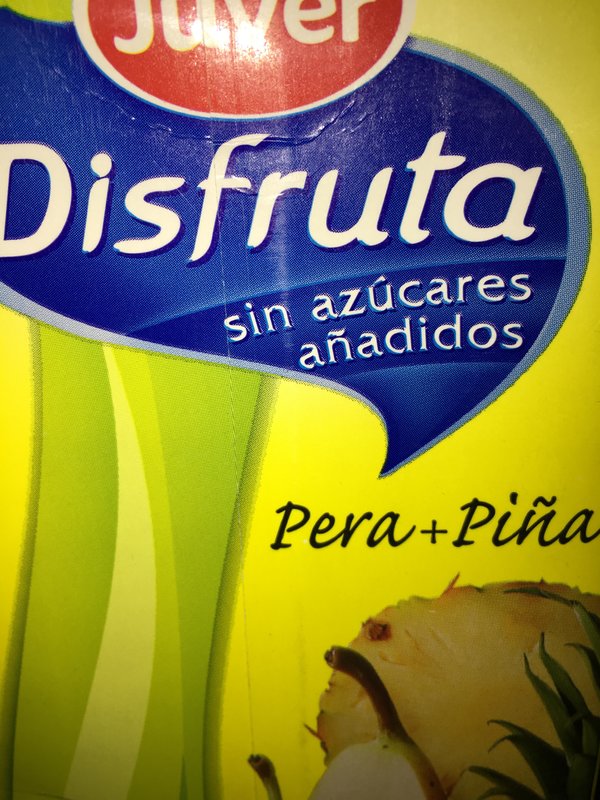 Juver
Disfruta
sin azúcares
añadidos
Pera+Piña